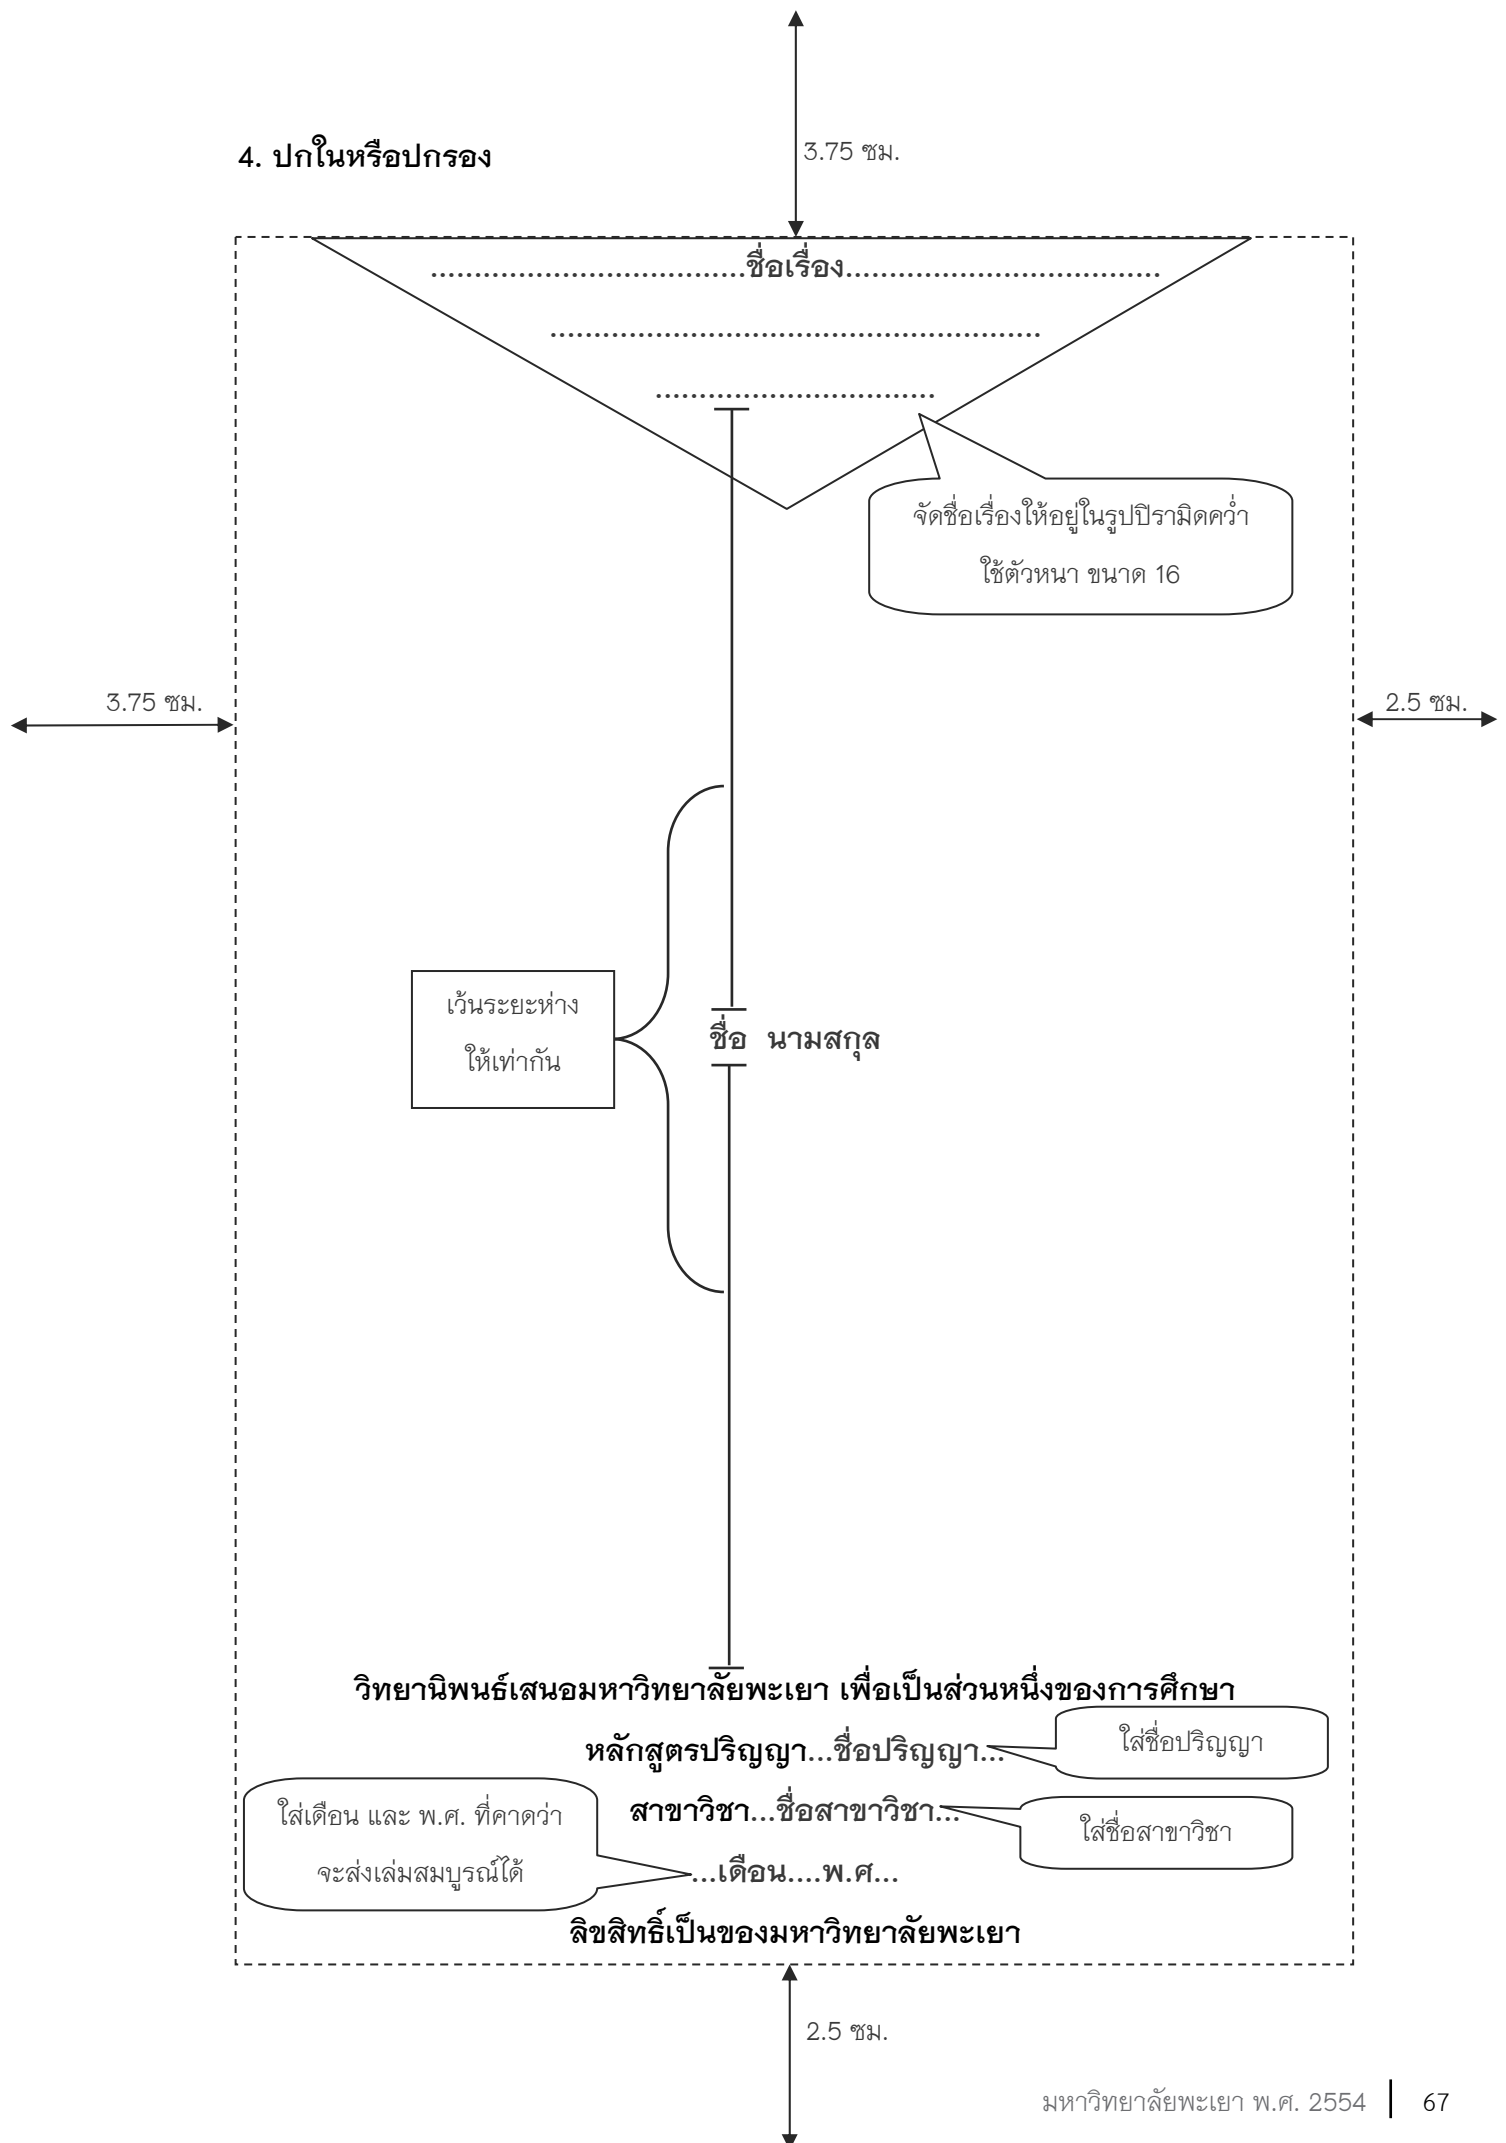 3.75 ซม.
4. ปกในหรือปกรอง
....................................ชื่อเรื่อง....................................
........................................................
................................
จัดชื่อเรื่องให้อยู่ในรูปปิรามิดคว่ำ
ใช้ตัวหนา ขนาด 16
3.75 ซม.
2.5 ซม.
เว้นระยะห่าง
ให้เท่ากัน
ชื่อ นามสกุล
วิทยานิพนธ์เสนอมหาวิทยาลัยพะเยา เพื่อเป็นส่วนหนึ่งของการศึกษา
หลักสูตรปริญญา...ชื่อปริญญา...
ใส่ชื่อปริญญา
สาขาวิชา...ชื่อสาขาวิชา...
ใส่ชื่อสาขาวิชา
ใส่เดือน และ พ.ศ. ที่คาดว่า
จะส่งเล่มสมบูรณ์ได้
...เดือน....พ.ศ...
ลิขสิทธิ์เป็นของมหาวิทยาลัยพะเยา
2.5 ซม.
มหาวิทยาลัยพะเยา พ.ศ. 2554 | 67